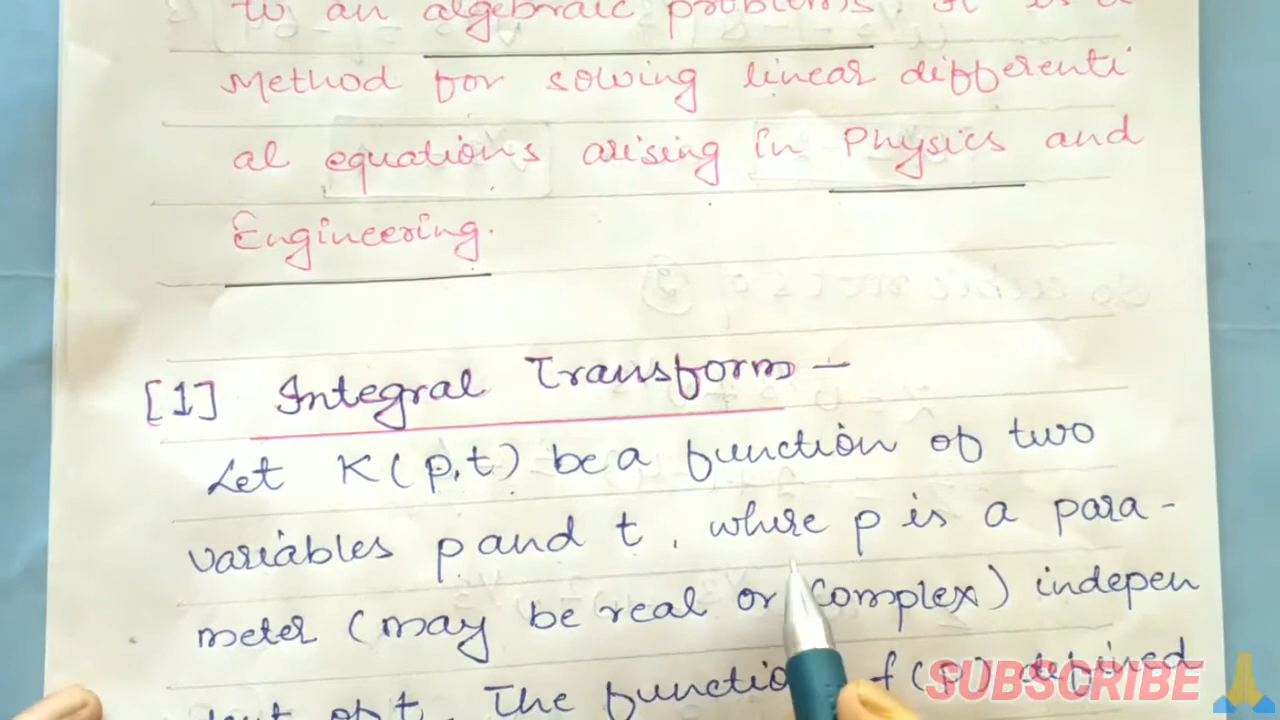 to an algebraic problems. It is a
Method for solving linear differenti
al equations arising in Physics and
Engineering.
[1] Integral Transform -
Let K(p,t) be a function of two
variables p and t, where p is a para-
meter (may be real or complex) indepen
dent of t. The function f(p) defined
SUBSCRIBE